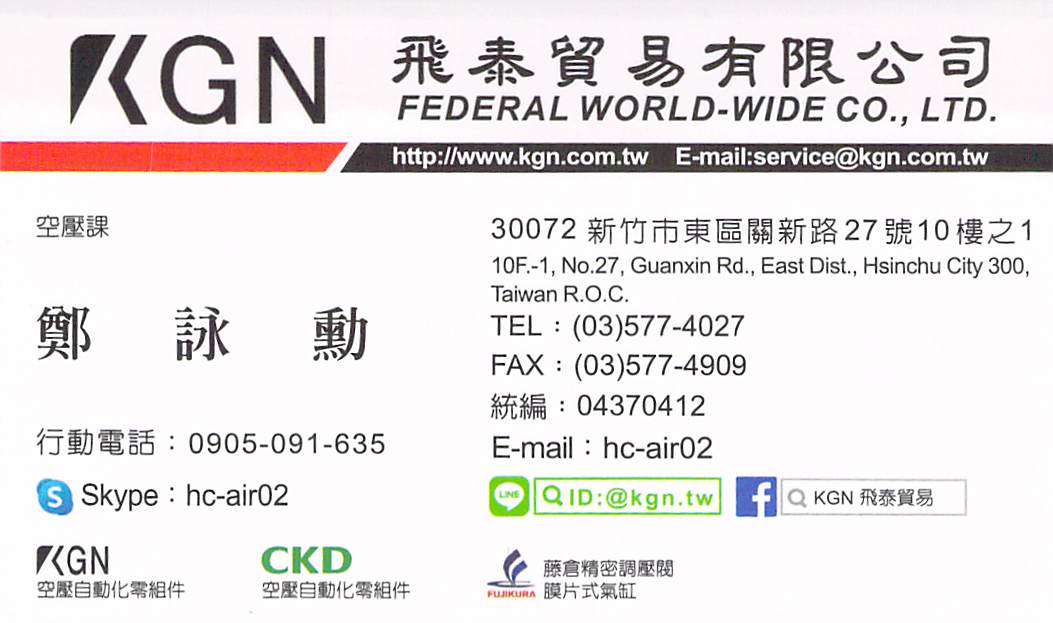 KGN
飛泰貿易有限公司
FEDERAL WORLD-WIDE CO., LTD.
http://www.kgn.com.tw E-mail:service@kgn.com.tw
空壓課
鄭詠勳
行動電話：0905-091-635
Skype：hc-air02
30072 新竹市東區關新路27號10樓之1
10F.-1, No.27, Guanxin Rd., East Dist., Hsinchu City 300,
Taiwan R.O.C.
TEL：(03)577-4027
FAX：(03)577-4909
統編：04370412
E-mail：hc-air02
LINE ID:@kgn.tw
f KGN 飛泰貿易
KGN
空壓自動化零組件
CKD
空壓自動化零組件
FUJIKURA
藤倉精密調壓閥
膜片式氣缸